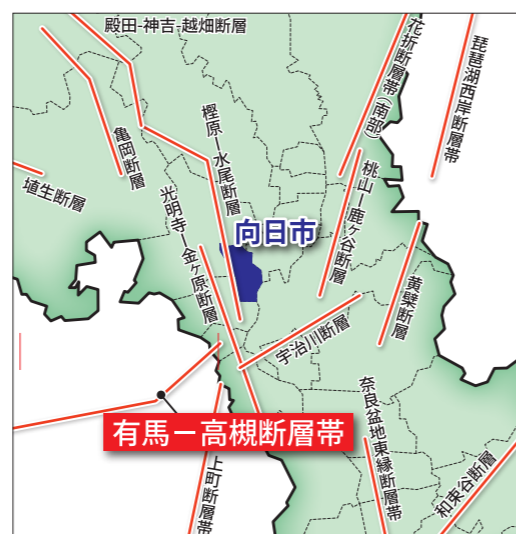 殿田-神吉-越畑断層
花折断層帯（南部）
琵琶湖西岸断層帯
亀岡断層
樫原ー水尾断層
埴生断層
光明寺ー金ヶ原断層
桃山ー鹿ヶ谷断層
向日市
黄檗断層
宇治川断層
有馬ー高槻断層帯
奈良盆地東縁断層帯
上町断層帯
和束谷断層